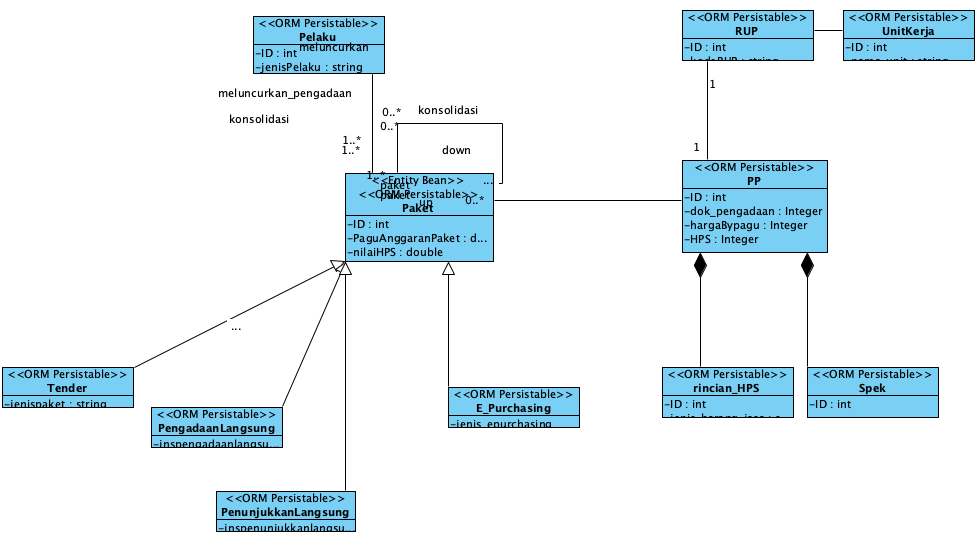 <<ORM Persistable>>
Pelaku
-ID : int
meluncurkan
-jenisPelaku : string
<<ORM Persistable>>
RUP
-ID : int
-kodeRUP : string
<<ORM Persistable>>
UnitKerja
-ID : int
-nama_unit : string
meluncurkan_pengadaan
konsolidasi
1
0..*
konsolidasi
0..*
1..*
1..*
down
1
1..*
<<Entity Bean>>
...
paket
<<ORM Persistable>>
paket
up
0..*
Paket
-ID : int
-PaguAnggaranPaket : d...
-nilaiHPS : double
<<ORM Persistable>>
PP
-ID : int
-dok_pengadaan : Integer
-hargaBypagu : Integer
-HPS : Integer
...
<<ORM Persistable>>
Tender
-jenispaket : string
<<ORM Persistable>>
PengadaanLangsung
-jnspengadaanlangsu...
<<ORM Persistable>>
E_Purchasing
-jenis_epurchasing
<<ORM Persistable>>
rincian_HPS
-ID : int
<<ORM Persistable>>
Spek
-ID : int
<<ORM Persistable>>
PenunjukkanLangsung
-jnspenunjukkanlangsu...